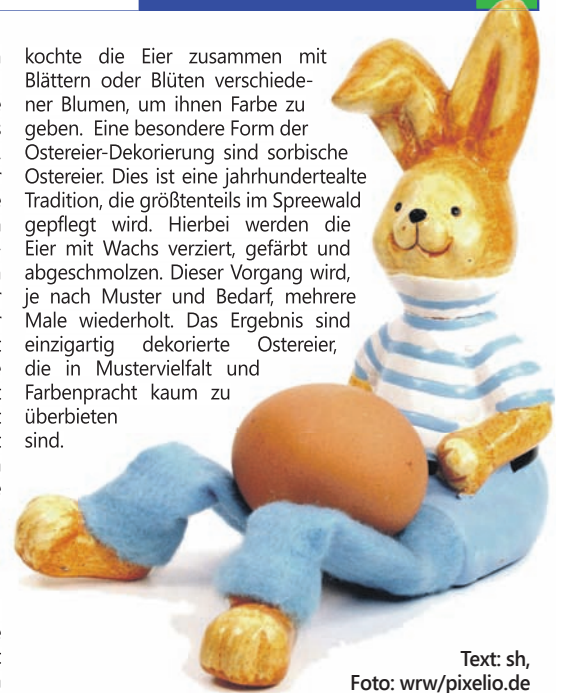 kochte die Eier zusammen mit
Blättern oder Blüten verschiede-
ner Blumen, um ihnen Farbe zu
geben. Eine besondere Form der
Ostereier-Dekorierung sind sorbische
Ostereier. Dies ist eine jahrhundertealte
Tradition, die größtenteils im Spreewald
gepflegt wird. Hierbei werden die
Eier mit Wachs verziert, gefärbt und
abgeschmolzen. Dieser Vorgang wird,
je nach Muster und Bedarf, mehrere
Male wiederholt. Das Ergebnis sind
einzigartig dekorierte Ostereier,
die in Mustervielfalt und
Farbenpracht kaum zu
überbieten
sind.
Text: sh,
Foto: wrw/pixelio.de